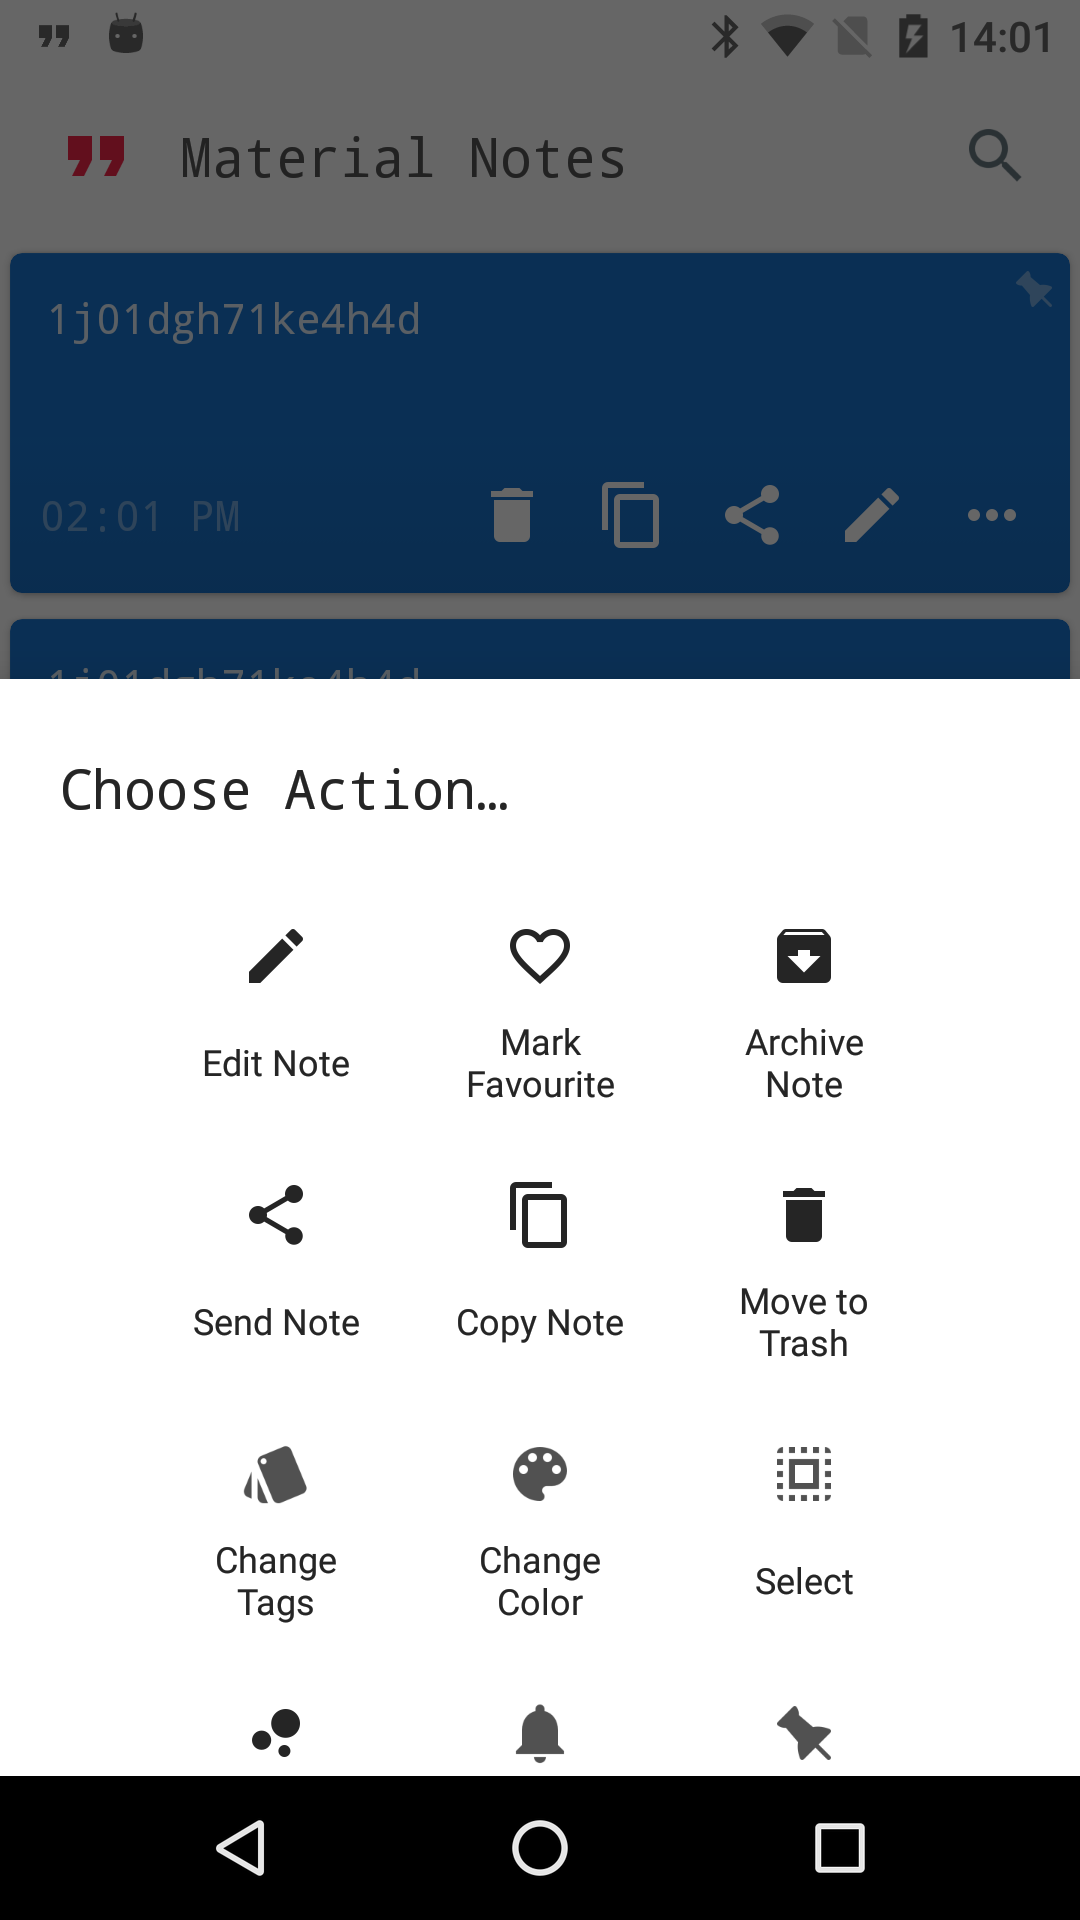 14:01
Material Notes
1j01dgh71ke4h4d
02:01 PM
1j01dgh71ke4h4d
Choose Action…
Edit Note
Mark
Favourite
Archive
Note
Send Note
Copy Note
Move to
Trash
Change
Tags
Change
Color
Select